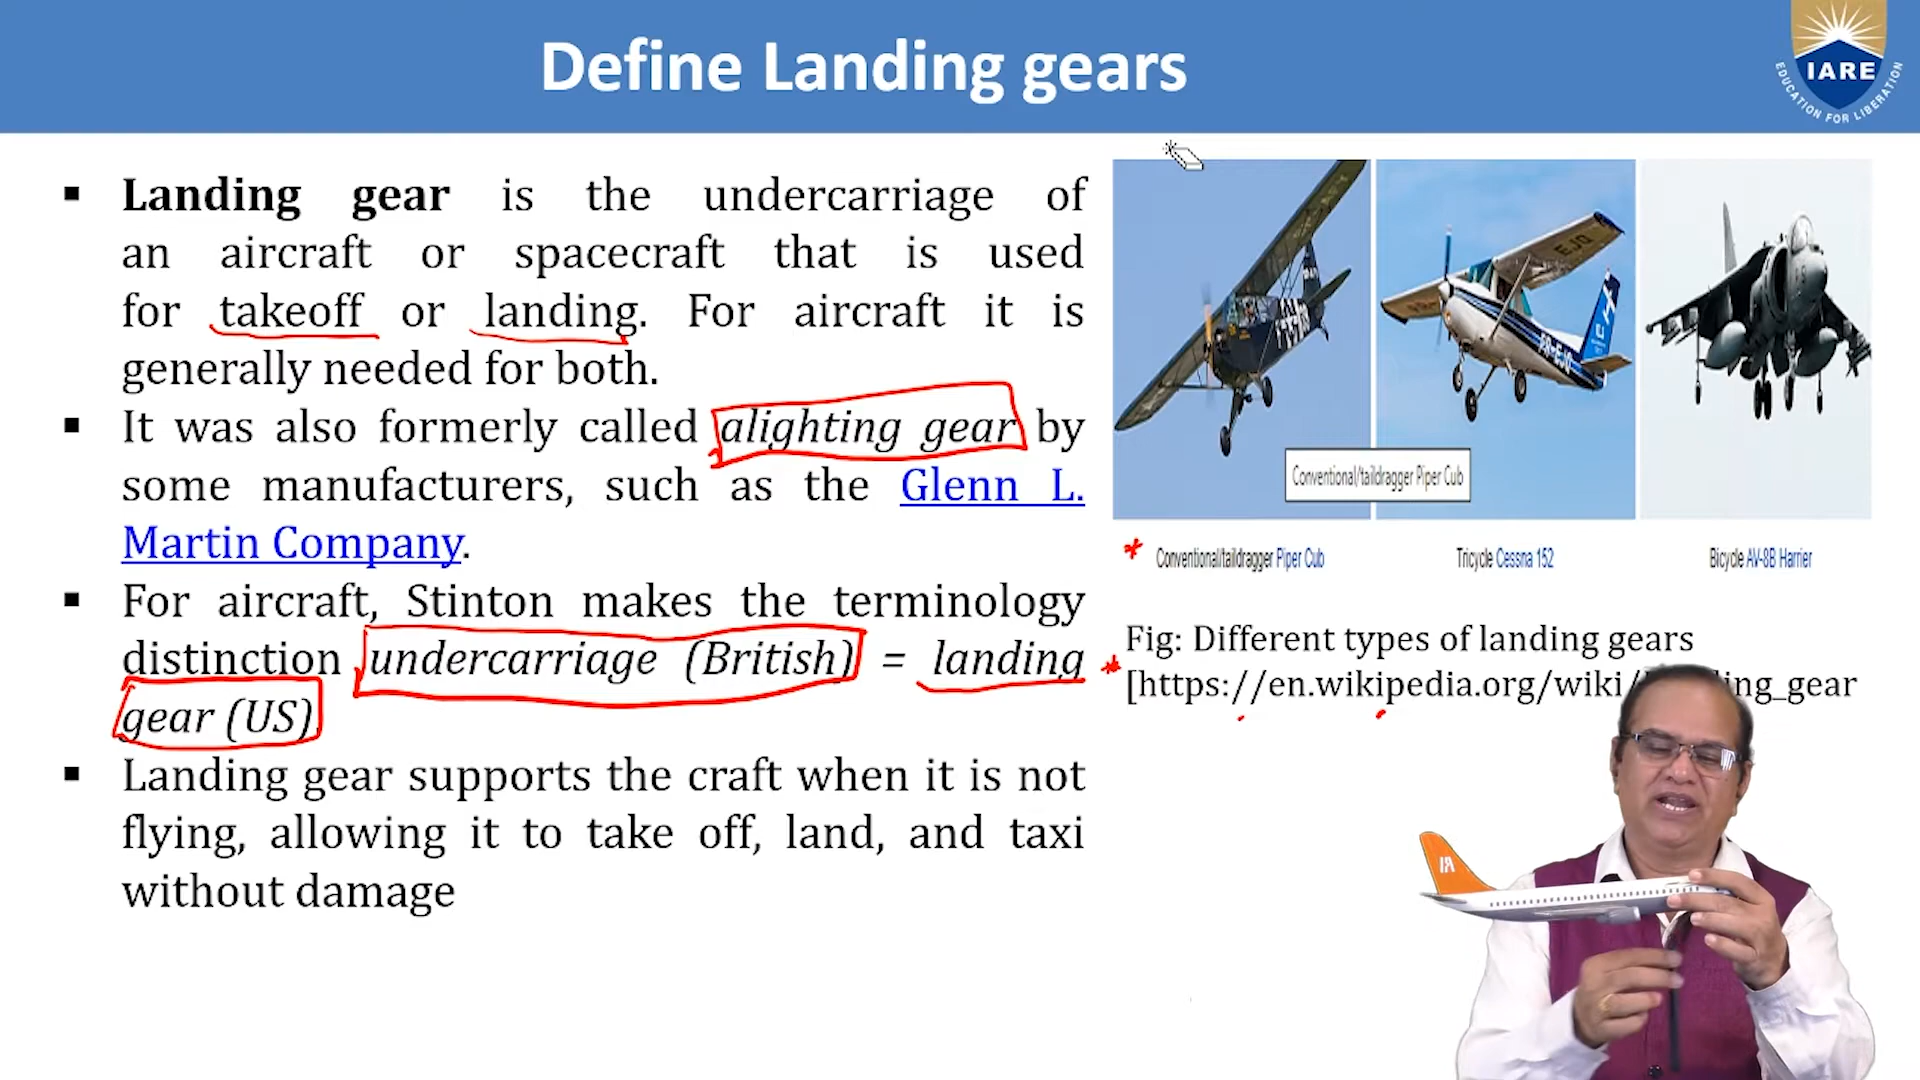 Define Landing gears
IARE
EDUCATION FOR LIBERATION
▪ Landing gear is the undercarriage of
an aircraft or spacecraft that is used
for takeoff or landing. For aircraft it is
generally needed for both.
▪ It was also formerly called alighting gear by
some manufacturers, such as the Glenn L.
Martin Company.
▪ For aircraft, Stinton makes the terminology
distinction undercarriage (British) = landing
gear (US)
▪ Landing gear supports the craft when it is not
flying, allowing it to take off, land, and taxi
without damage
EJQ
PR-EJQ
Conventional/taildragger Piper Cub
* Conventional/taildragger Piper Cub
Tricycle Cessna 152
Bicycle AV-8B Harrier
Fig: Different types of landing gears
* [https://en.wikipedia.org/wiki/ ing_gear